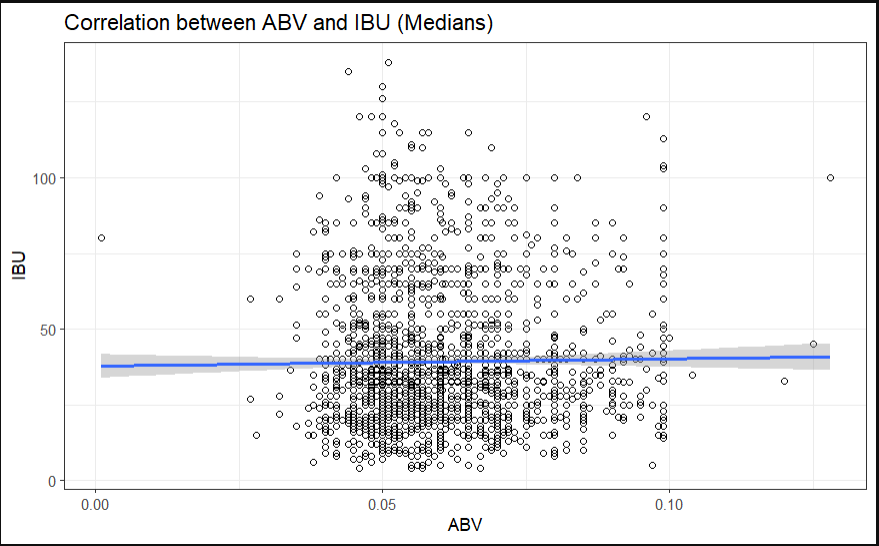 Correlation between ABV and IBU (Medians)
IBU
100
50
0
0.00 0.05 0.10
ABV